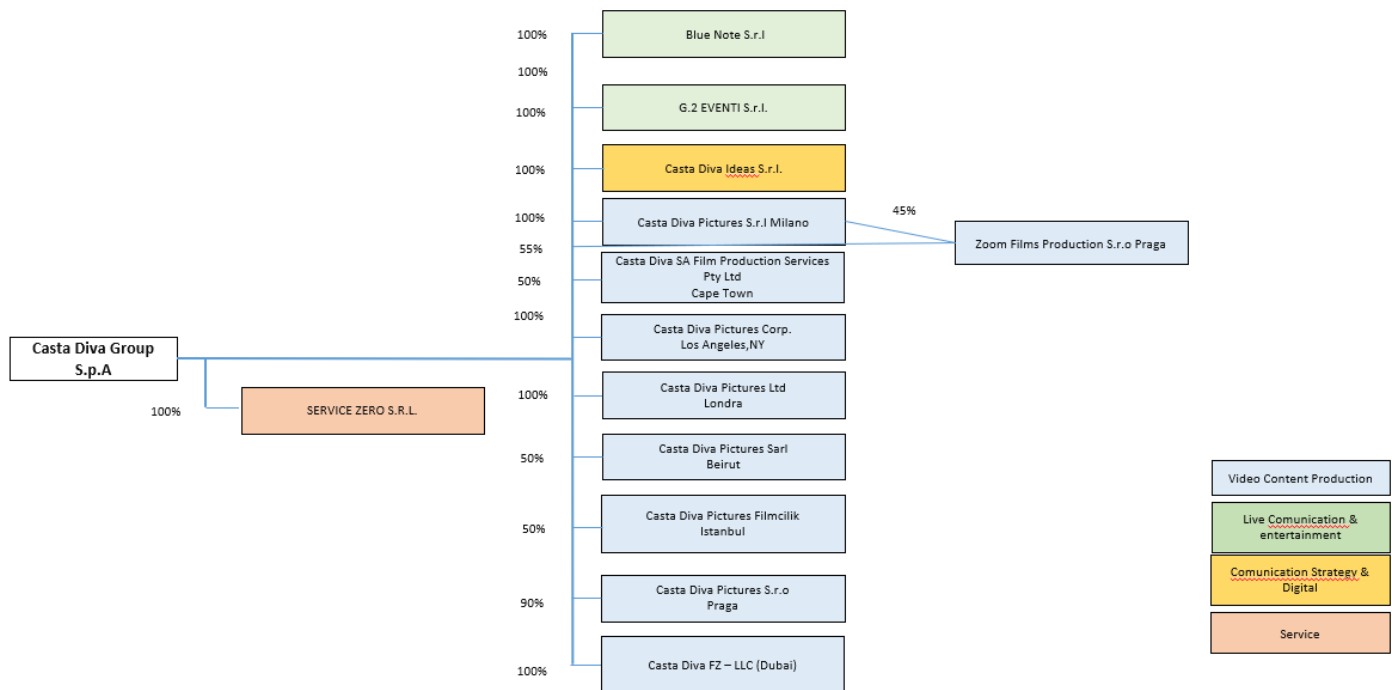 100%
Blue Note S.r.l
100%
100%
G.2 EVENTI S.r.l.
100%
Casta Diva Ideas S.r.l.
100%
Casta Diva Pictures S.r.l Milano
45%
Zoom Films Production S.r.o Praga
55%
50%
Casta Diva SA Film Production Services
Pty Ltd
Cape Town
100%
Casta Diva Pictures Corp.
Los Angeles,NY
Casta Diva Group
S.p.A
100%
SERVICE ZERO S.R.L.
100%
Casta Diva Pictures Ltd
Londra
50%
Casta Diva Pictures Sarl
Beirut
50%
Casta Diva Pictures Filmcilik
Istanbul
90%
Casta Diva Pictures S.r.o
Praga
100%
Casta Diva FZ – LLC (Dubai)
Video Content Production
Live Comunication &
entertainment
Comunication Strategy &
Digital
Service